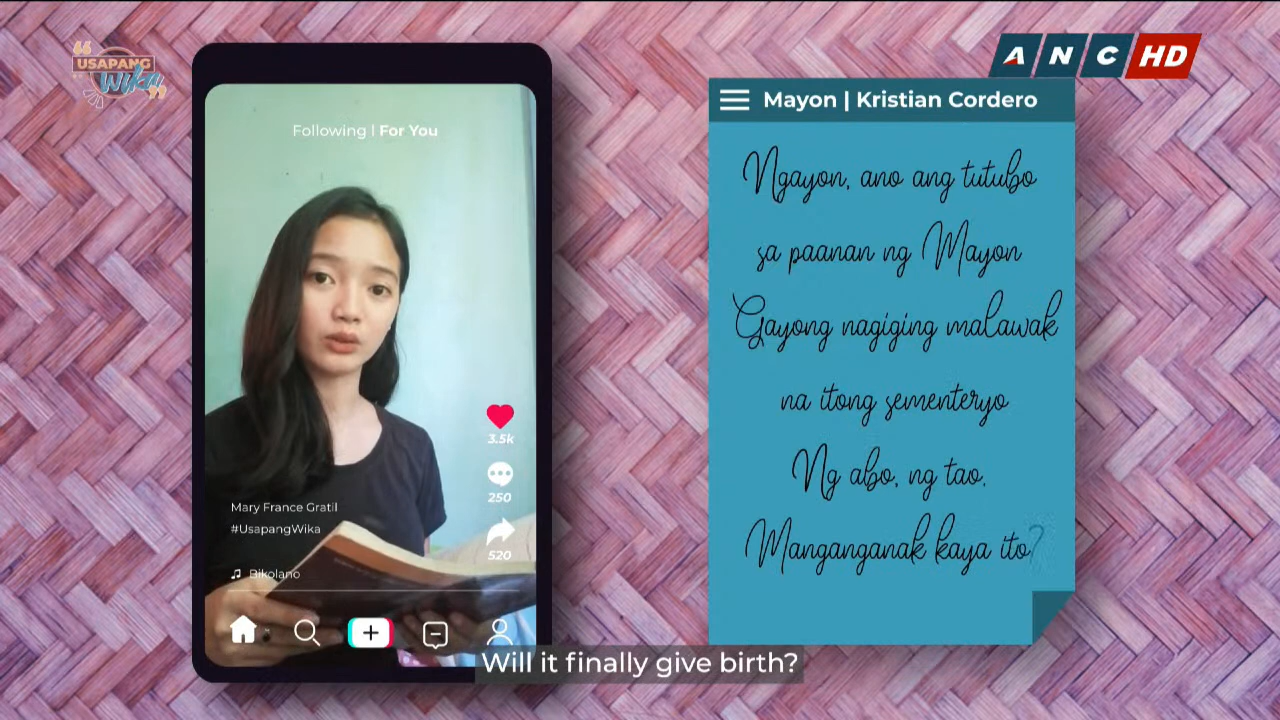 USAPANG
Wika
ANC HD
Following | For You
3.5k
250
520
Mary France Gratil
#UsapangWika
Bikolano
Mayon | Kristian Cordero
Ngayon, ano ang tutubo
sa paanan ng Mayon
Gayong nagiging malawak
na itong sementeryo
Ng abo, ng tao.
Manganganak kaya ito?
Will it finally give birth?